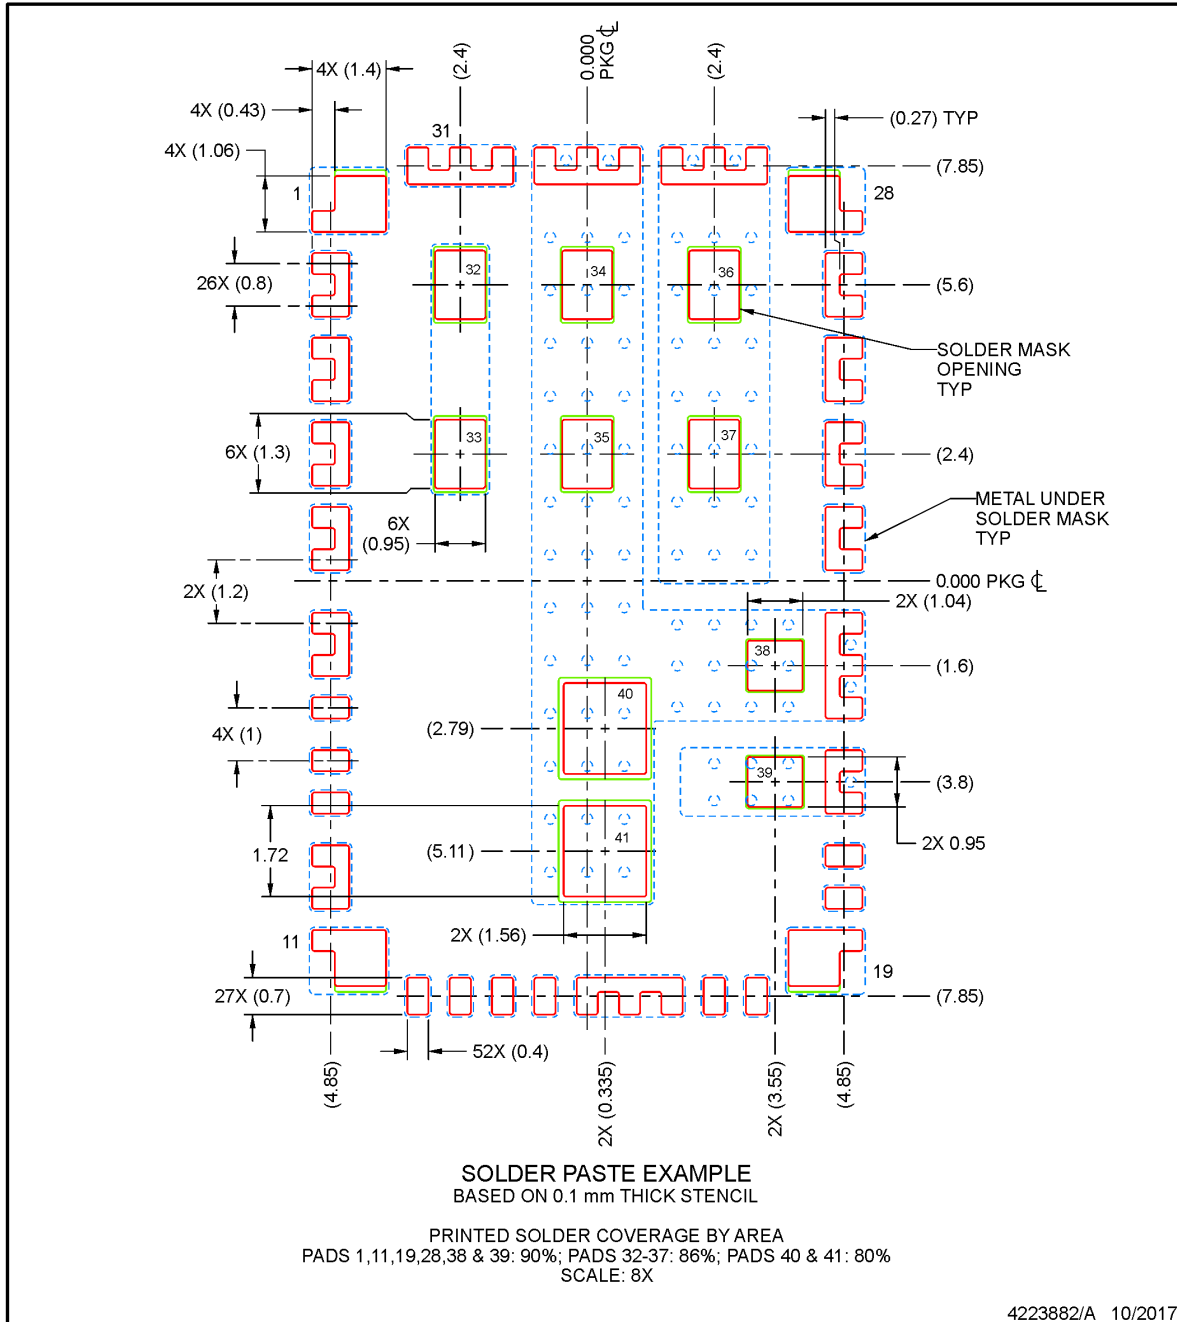 4X (1.4)
(2.4)
0.000
PKG ℄
(2.4)
4X (0.43)
(0.27) TYP
31
4X (1.06)
(7.85)
1
28
32
34
36
26X (0.8)
(5.6)
SOLDER MASK
OPENING
TYP
33
35
37
6X (1.3)
(2.4)
METAL UNDER
SOLDER MASK
TYP
6X
(0.95)
0.000 PKG ℄
2X (1.2)
2X (1.04)
38
(1.6)
40
4X (1)
(2.79)
39
(3.8)
41
1.72
(5.11)
2X 0.95
11
2X (1.56)
19
27X (0.7)
(7.85)
52X (0.4)
(4.85)
2X (0.335)
2X (3.55)
(4.85)
SOLDER PASTE EXAMPLE
BASED ON 0.1 mm THICK STENCIL
PRINTED SOLDER COVERAGE BY AREA
PADS 1,11,19,28,38 & 39: 90%; PADS 32-37: 86%; PADS 40 & 41: 80%
SCALE: 8X
4223882/A 10/2017